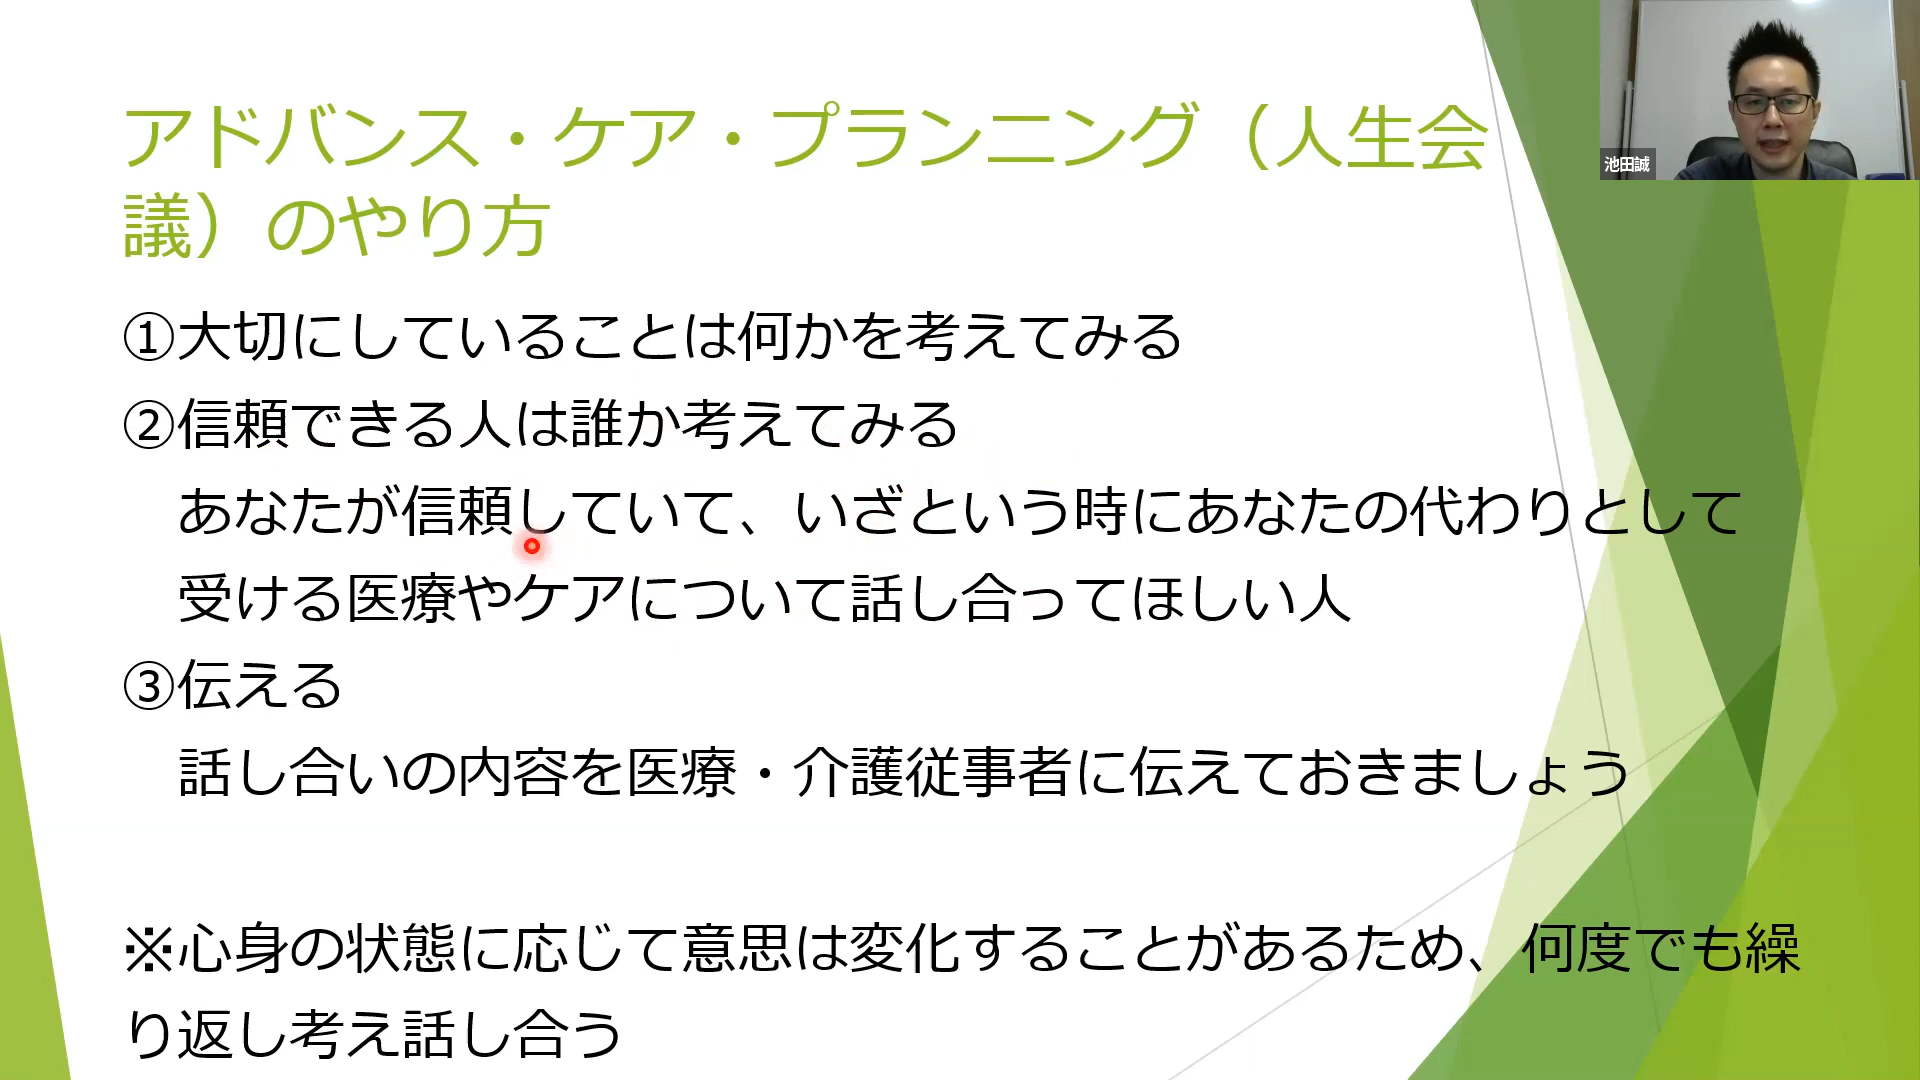 アドバンス・ケア・プランニング（人生会
議）のやり方
池田誠
①大切にしていることは何かを考えてみる
②信頼できる人は誰か考えてみる
あなたが信頼していて、いざという時にあなたの代わりとして
受ける医療やケアについて話し合ってほしい人
③伝える
話し合いの内容を医療・介護従事者に伝えておきましょう
※心身の状態に応じて意思は変化することがあるため、何度でも繰
り返し考え話し合う